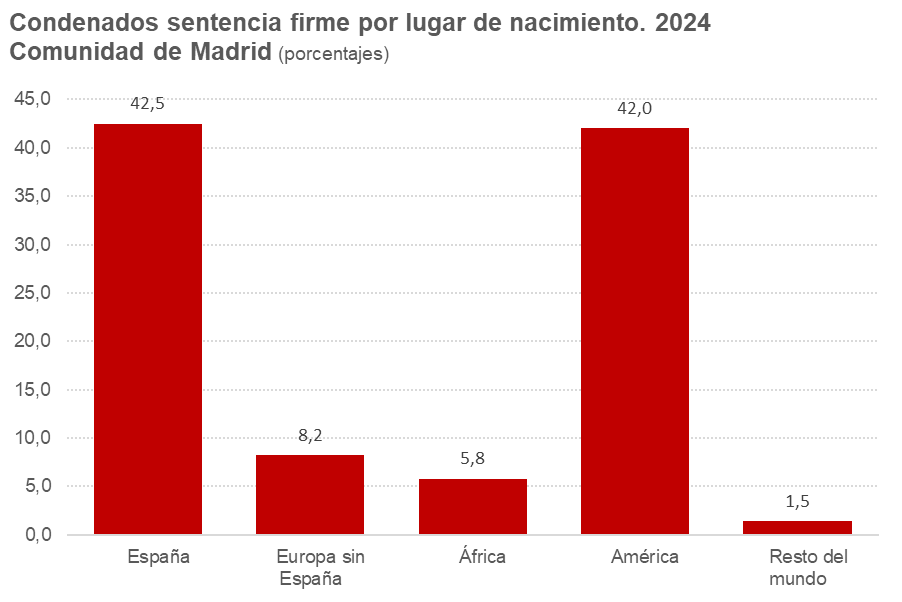 Condenados sentencia firme por lugar de nacimiento. 2024
Comunidad de Madrid (porcentajes)
45,0
40,0
35,0
30,0
25,0
20,0
15,0
10,0
5,0
0,0
42,5
8,2
5,8
42,0
1,5
España
Europa sin
España
África
América
Resto del
mundo